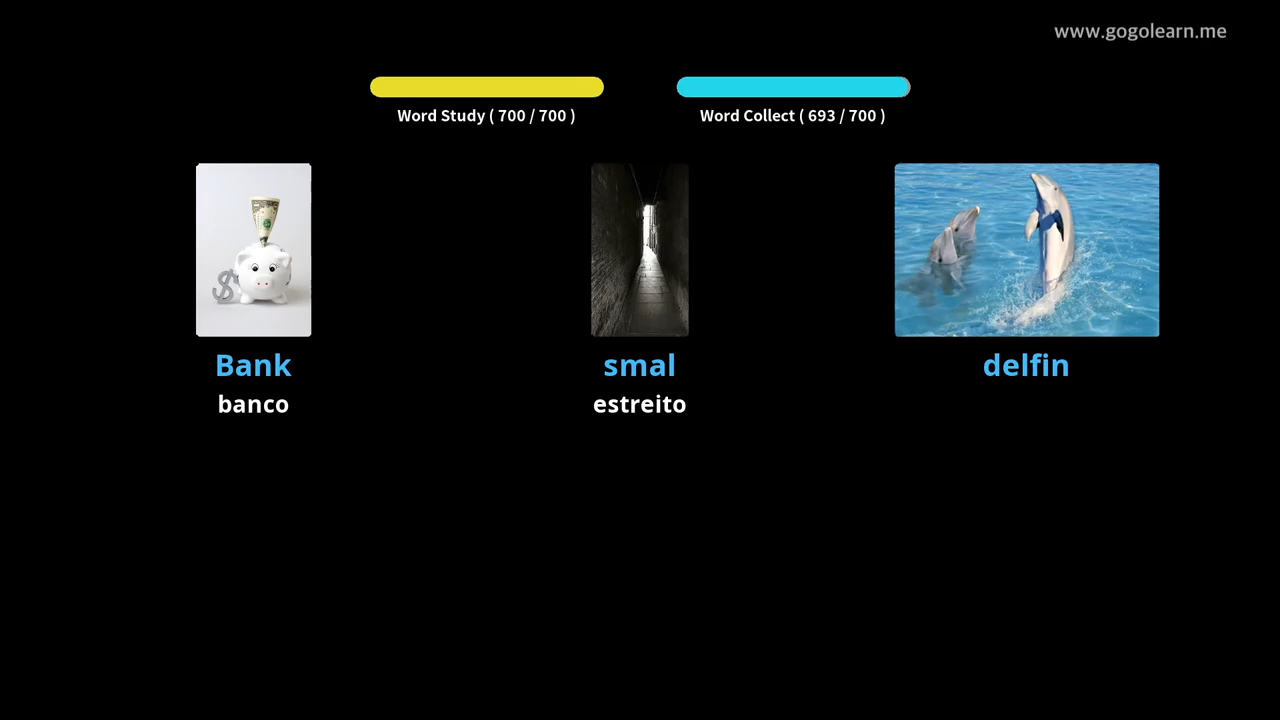 www.gogolearn.me
Word Study ( 700 / 700 )
Word Collect ( 693 / 700 )
Bank
smal
delfin
banco
estreito